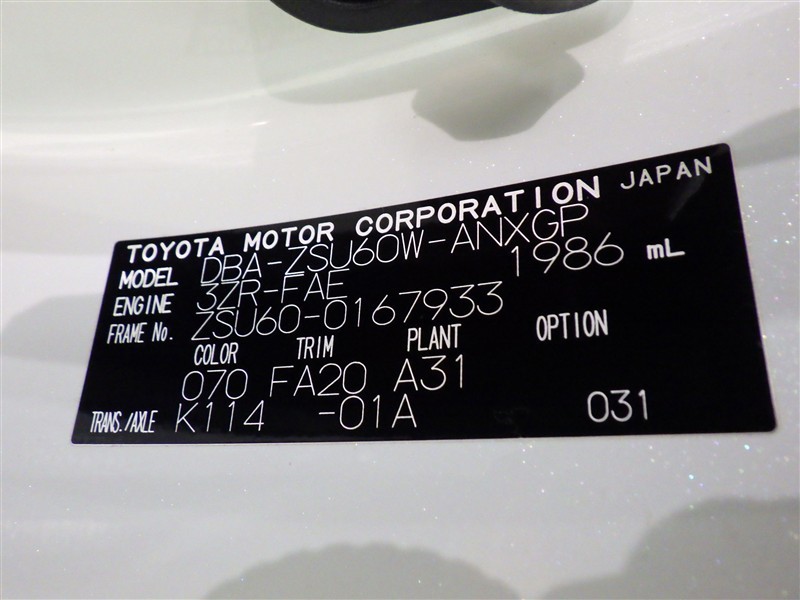 TOYOTA MOTOR CORPORATION JAPAN
MODEL DBA-ZSU60W-ANXGP
ENGINE 3ZR-FAE 1986 mL
FRAME No. ZSU60-0167933
COLOR TRIM PLANT OPTION
070 FA20 A31
TRANS./AXLE K114 -01A 031